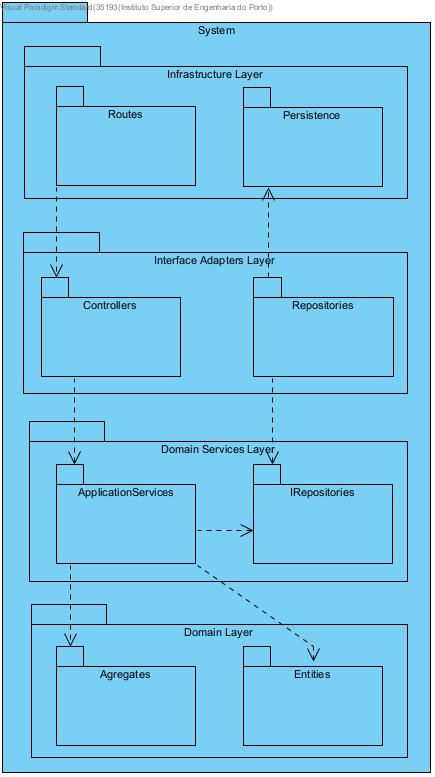 Visual Paradigm Standard(35193(Instituto Superior de Engenharia do Porto))
System
Infrastructure Layer
Routes
Persistence
Interface Adapters Layer
Controllers
Repositories
Domain Services Layer
ApplicationServices
IRepositories
Domain Layer
Agregates
Entities